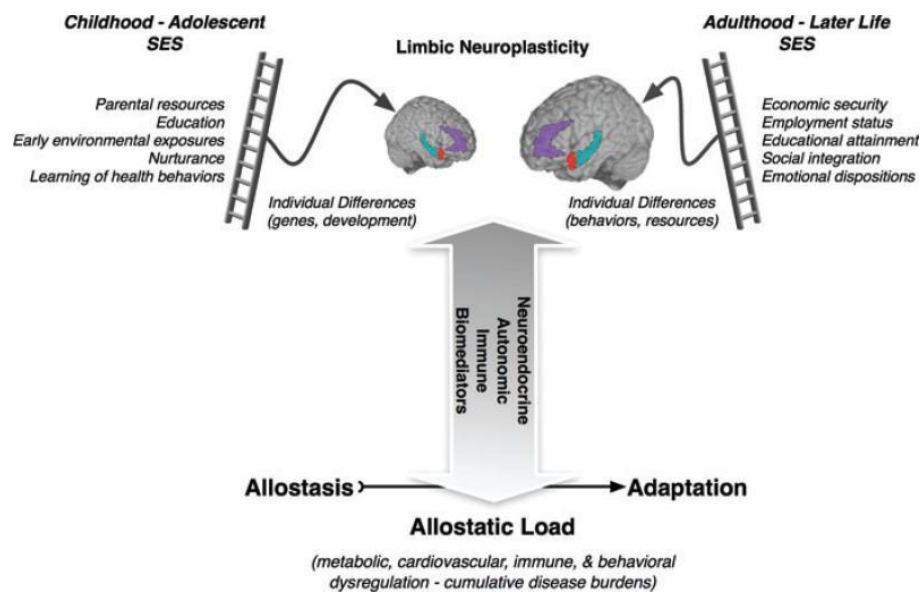 Childhood - Adolescent
SES
Limbic Neuroplasticity
Adulthood - Later Life
SES
Parental resources
Education
Early environmental exposures
Nurturance
Learning of health behaviors
Economic security
Employment status
Educational attainment
Social integration
Emotional dispositions
Individual Differences
(genes, development)
Individual Differences
(behaviors, resources)
Neuroendocrine
Autonomic
Immune
Biomediators
Allostasis
Adaptation
Allostatic Load
(metabolic, cardiovascular, immune, & behavioral
dysregulation - cumulative disease burdens)